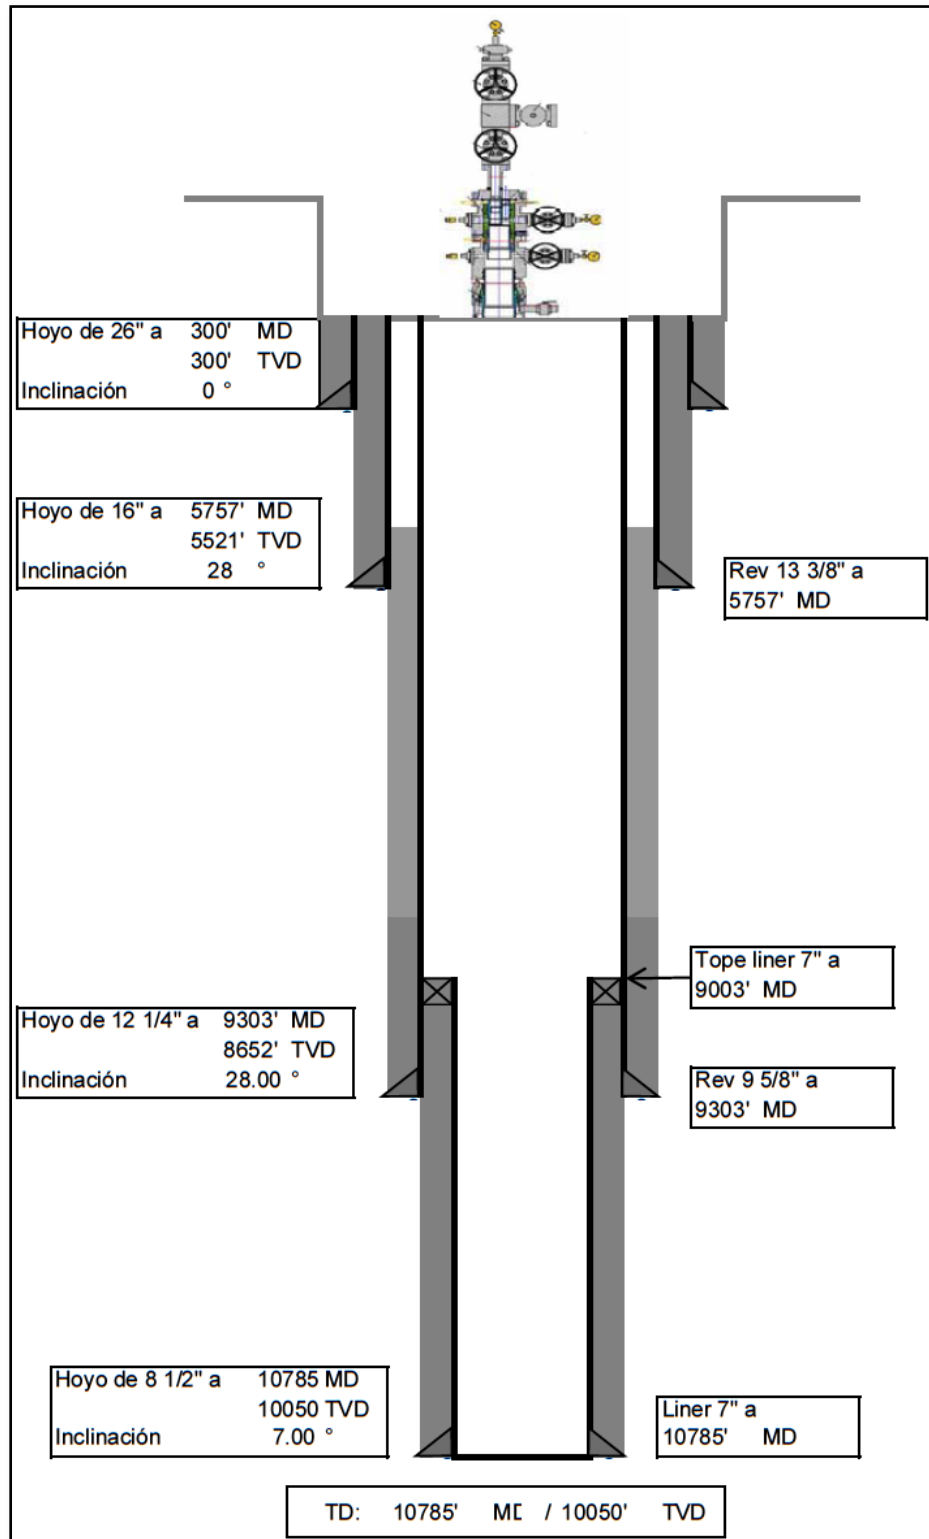 Hoyo de 26" a 300' MD
300' TVD
Inclinación 0 °
Hoyo de 16" a 5757' MD
5521' TVD
Inclinación 28 °
Rev 13 3/8" a
5757' MD
Tope liner 7" a
9003' MD
Hoyo de 12 1/4" a 9303' MD
8652' TVD
Inclinación 28.00 °
Rev 9 5/8" a
9303' MD
Hoyo de 8 1/2" a 10785 MD
10050 TVD
Inclinación 7.00 °
Liner 7" a
10785' MD
TD: 10785' MD / 10050' TVD